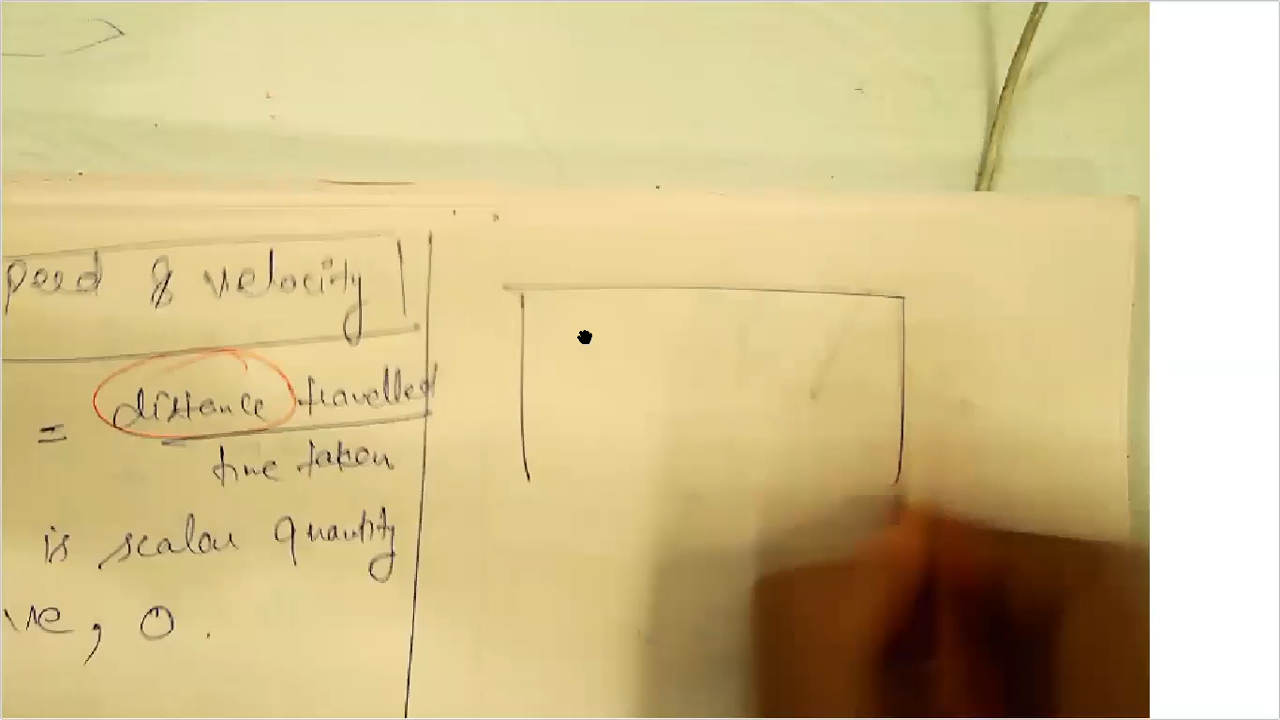 peed & velocity
= distance travelled
time taken
is scalar quantity
ve, 0.